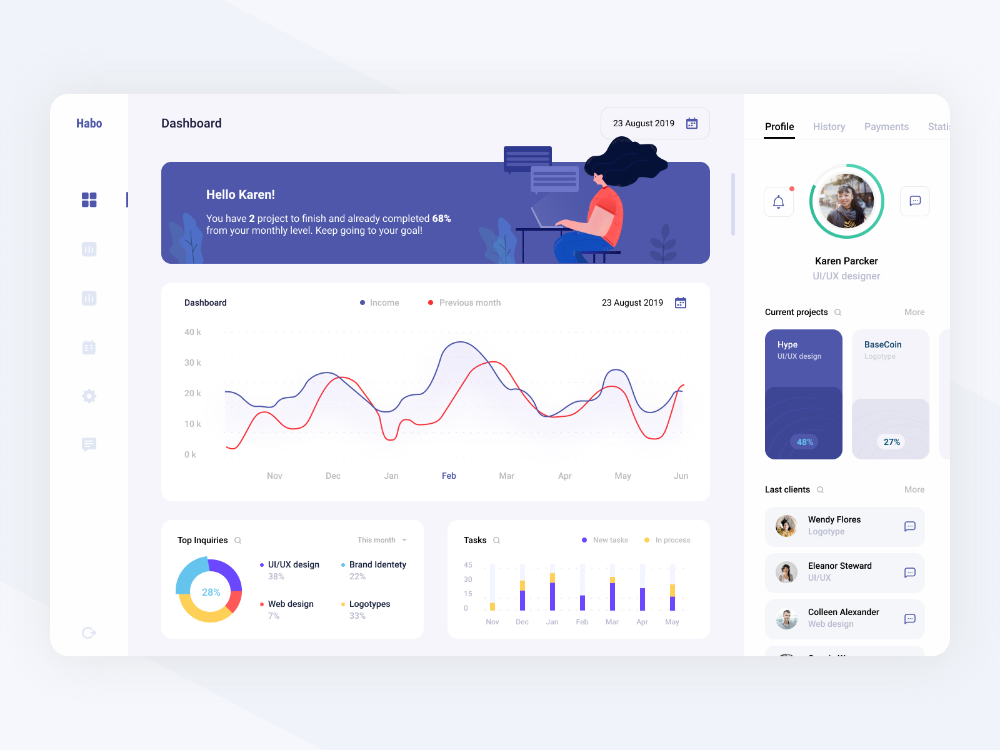 Habo
Dashboard
23 August 2019
Hello Karen!
You have 2 project to finish and already completed 68%
from your monthly level. Keep going to your goal!
Dashboard
Income
Previous month
23 August 2019
40 k
30 k
20 k
10 k
0 k
Nov Dec Jan Feb Mar Apr May Jun
Top Inquiries
This month
28%
UI/UX design
38%
Brand Identety
22%
Web design
7%
Logotypes
33%
Tasks
New tasks
In process
45
30
15
0
Nov Dec Jan Feb Mar Apr May
Profile History Payments Stati
Karen Parcker
UI/UX designer
Current projects
More
Hype
UI/UX design
48%
BaseCoin
Logotype
27%
Last clients
More
Wendy Flores
Logotype
Eleanor Steward
UI/UX
Colleen Alexander
Web design